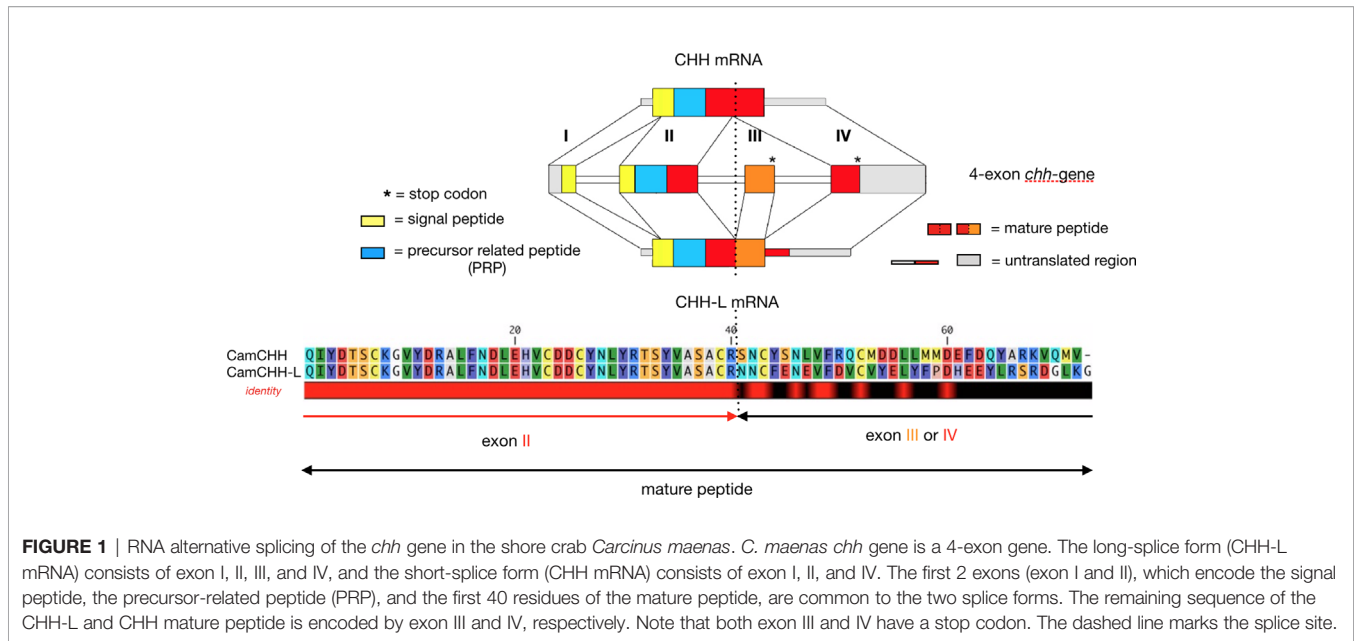 CHH mRNA
I II III IV
* *
4-exon chh-gene
* = stop codon
= signal peptide
= precursor related peptide
(PRP)
= mature peptide
= untranslated region
CHH-L mRNA
20 40 60
CamCHH QIYDTSCKGVYDRALFNDLEHVCDDCYNLYRTSYVASACRSNCYSNLVFRQCMDDLLMMDEFDQYARKVQMV-
CamCHH-L QIYDTSCKGVYDRALFNDLEHVCDDCYNLYRTSYVASACRNNCFENEVFDVCVYELYFPDHEEYLRSRDGLKG
identity
exon II exon III or IV
mature peptide
FIGURE 1 | RNA alternative splicing of the chh gene in the shore crab Carcinus maenas. C. maenas chh gene is a 4-exon gene. The long-splice form (CHH-L
mRNA) consists of exon I, II, III, and IV, and the short-splice form (CHH mRNA) consists of exon I, II, and IV. The first 2 exons (exon I and II), which encode the signal
peptide, the precursor-related peptide (PRP), and the first 40 residues of the mature peptide, are common to the two splice forms. The remaining sequence of the
CHH-L and CHH mature peptide is encoded by exon III and IV, respectively. Note that both exon III and IV have a stop codon. The dashed line marks the splice site.